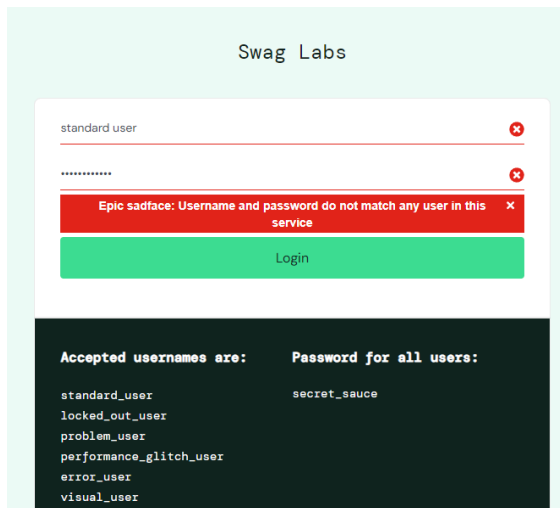 Swag Labs
standard user
••••••••••••
Epic sadface: Username and password do not match any user in this
service
Login
Accepted usernames are:
Password for all users:
standard_user
secret_sauce
locked_out_user
problem_user
performance_glitch_user
error_user
visual_user